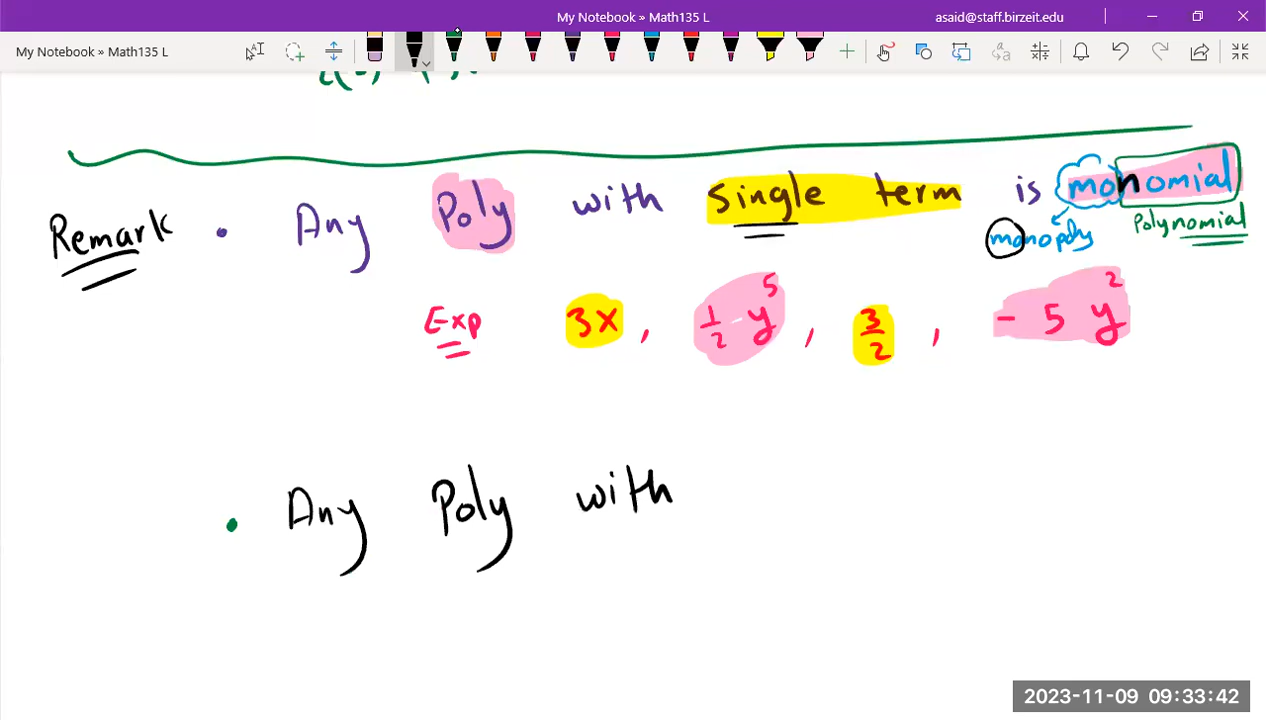 My Notebook » Math135 L
asaid@staff.birzeit.edu
My Notebook » Math135 L
Remark • Any Poly with single term is monomial
monopoly
Polynomial
Exp 3x , 1/2 y^5 , 3/2 , - 5 y^2
• Any Poly with
2023-11-09 09:33:42